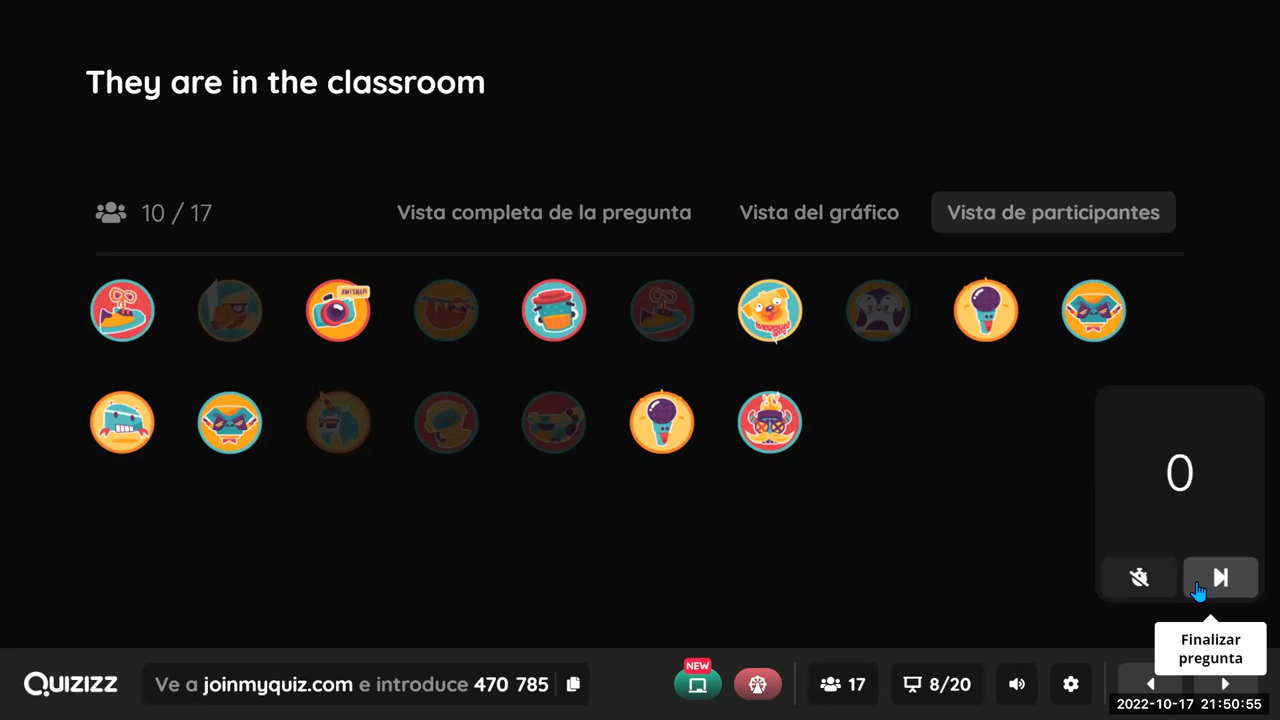 They are in the classroom
10 / 17
Vista completa de la pregunta
Vista del gráfico
Vista de participantes
AW! SNAP!
0
Finalizar
pregunta
NEW
QUIZIZZ
Ve a joinmyquiz.com e introduce 470 785
17
8/20
2022-10-17 21:50:55